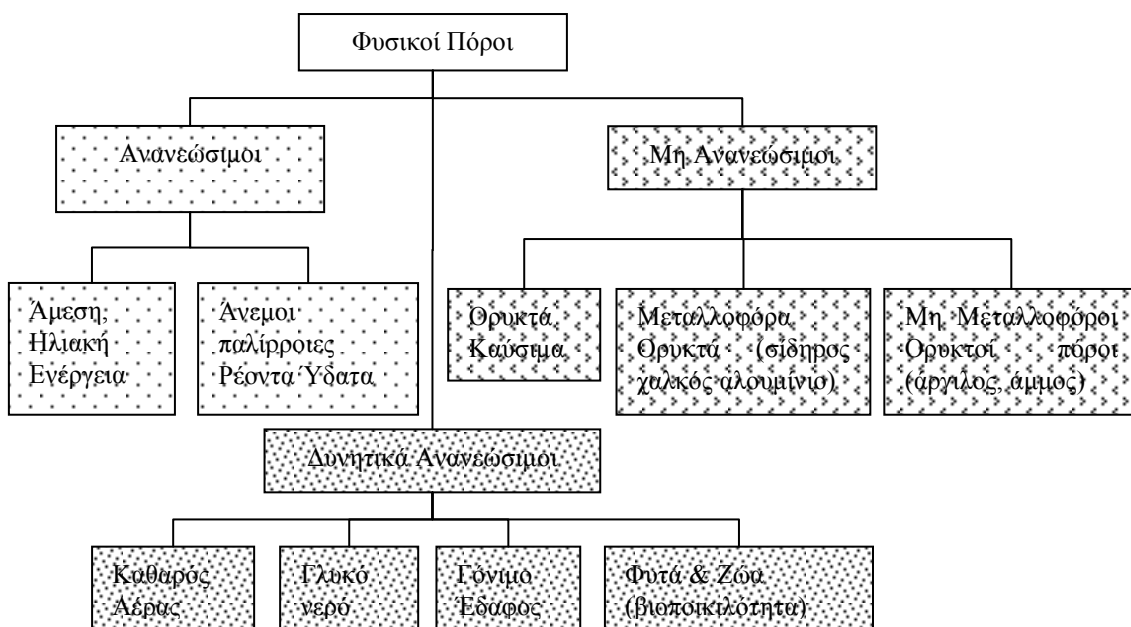 Φυσικοί Πόροι
Ανανεώσιμοι
Μη Ανανεώσιμοι
Άμεση,
Ηλιακή
Ενέργεια
Άνεμοι
παλίρροιες
Ρέοντα Ύδατα
Ορυκτά
Καύσιμα
Μεταλλοφόρα
Ορυκτά (σίδηρος
χαλκός αλουμίνιο)
Μη Μεταλλοφόροι
Ορυκτοί πόροι
(άργιλος, άμμος)
Δυνητικά Ανανεώσιμοι
Καθαρός
Αέρας
Γλυκό
νερό
Γόνιμο
Έδαφος
Φυτά & Ζώα
(βιοποικιλότητα)